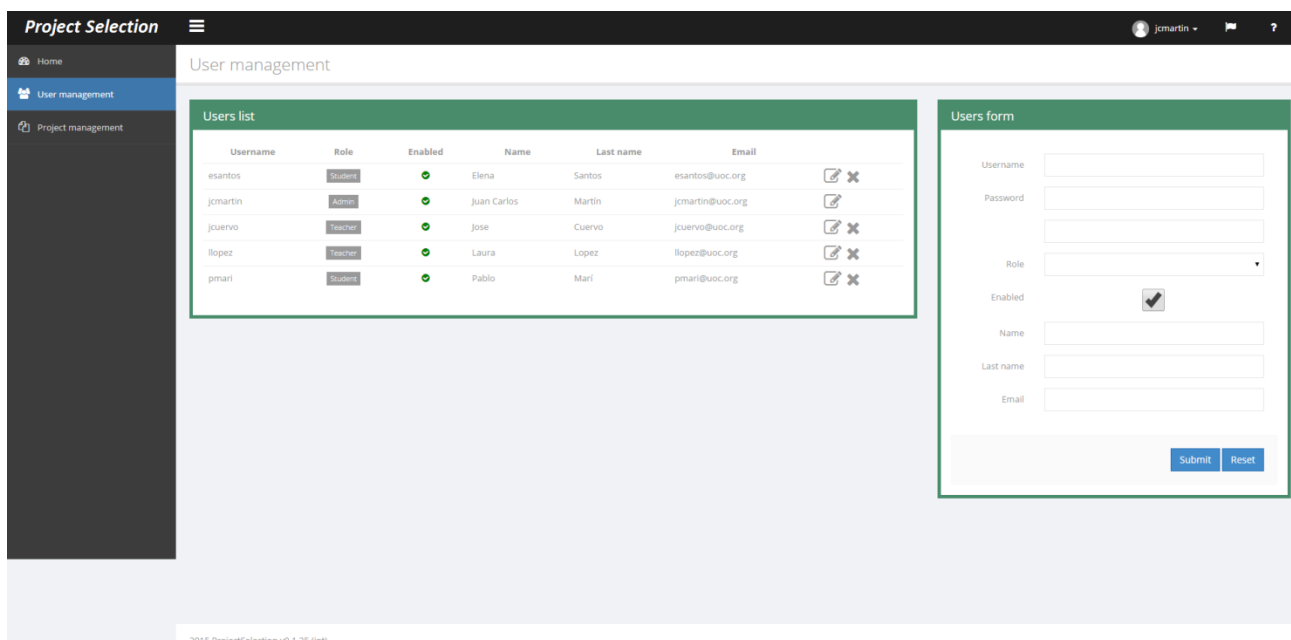 Project Selection
jcmartin
?
Home
User management
Project management
User management
Users list
Username Role Enabled Name Last name Email
esantos Student Elena Santos esantos@uoc.org
jcmartin Admin Juan Carlos Martín jcmartin@uoc.org
jcuervo Teacher Jose Cuervo jcuervo@uoc.org
llopez Teacher Laura Lopez llopez@uoc.org
pmari Student Pablo Marí pmari@uoc.org
Users form
Username
Password
Role
Enabled
Name
Last name
Email
Submit Reset
2015 ProjectSelection